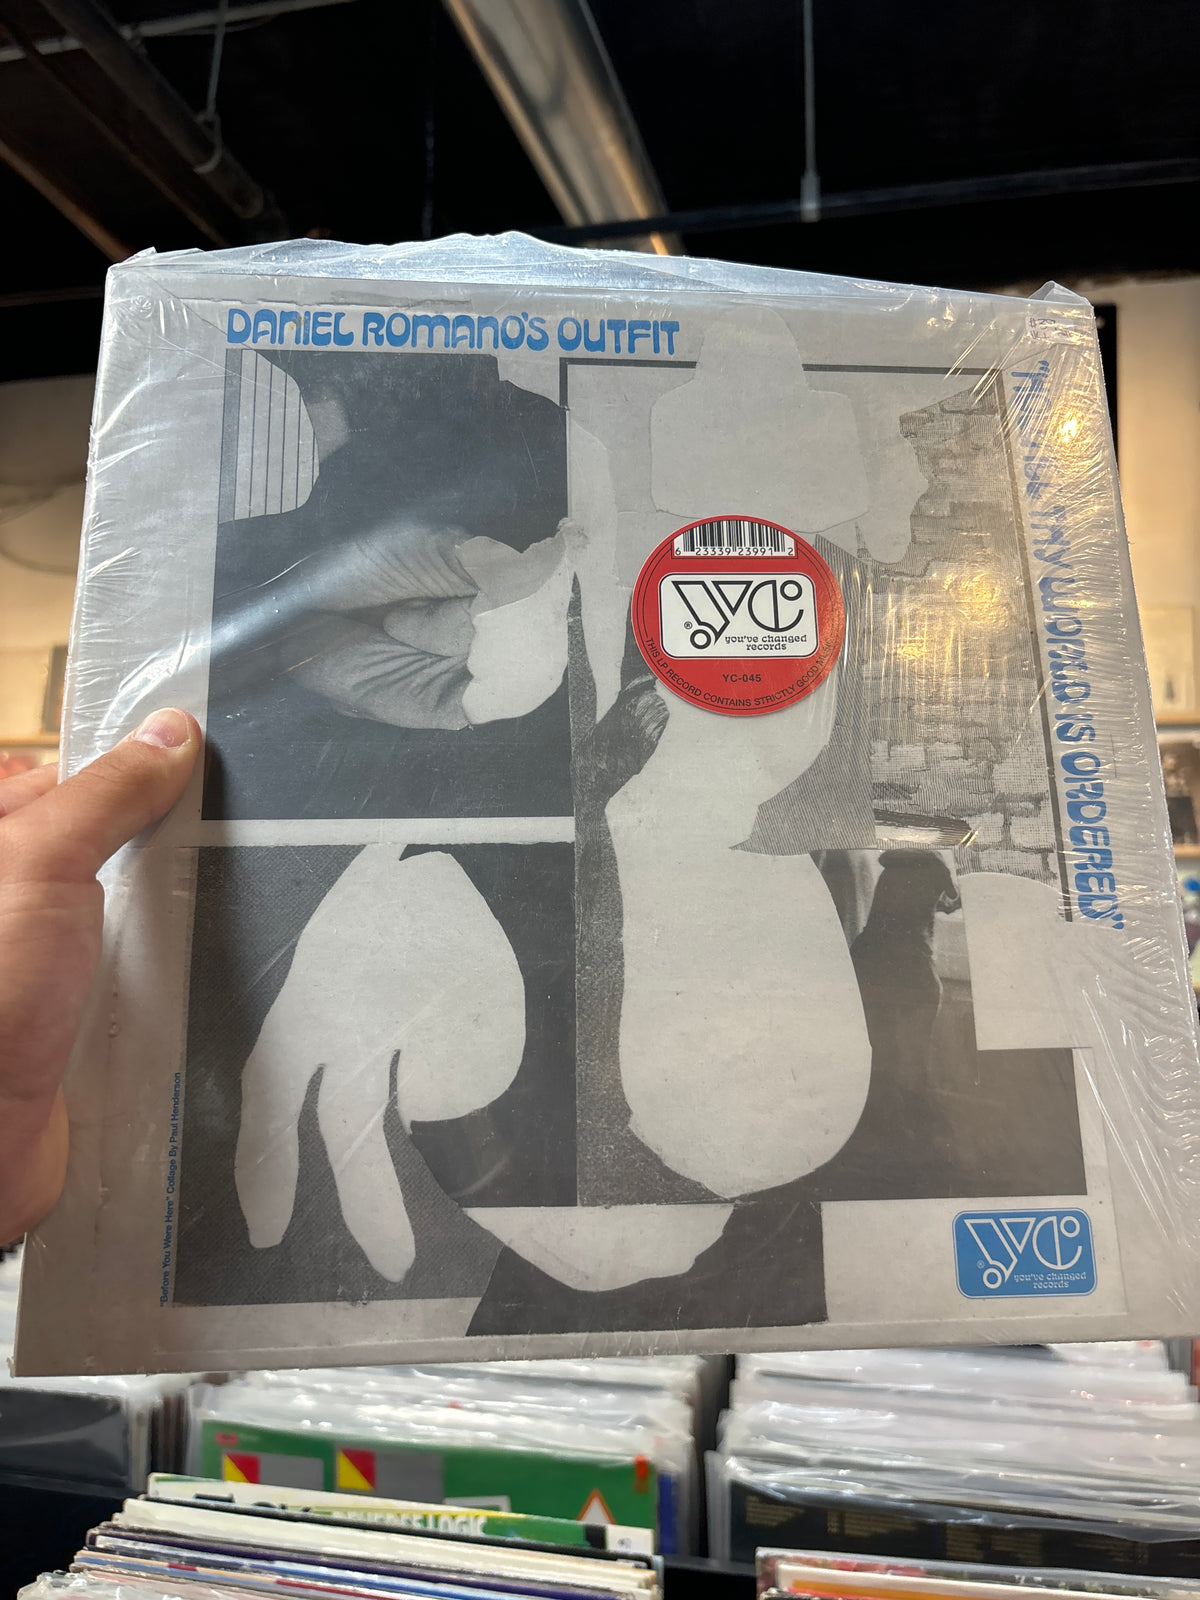 DANIEL ROMANO'S OUTFIT
THY WORLD IS ORDERED"
6 23339 23991 2
you've changed
records
YC-045
THIS LP RECORD CONTAINS STRICTLY GOOD
"Before You Were Here" Collage By Paul Henderson
you've changed
records